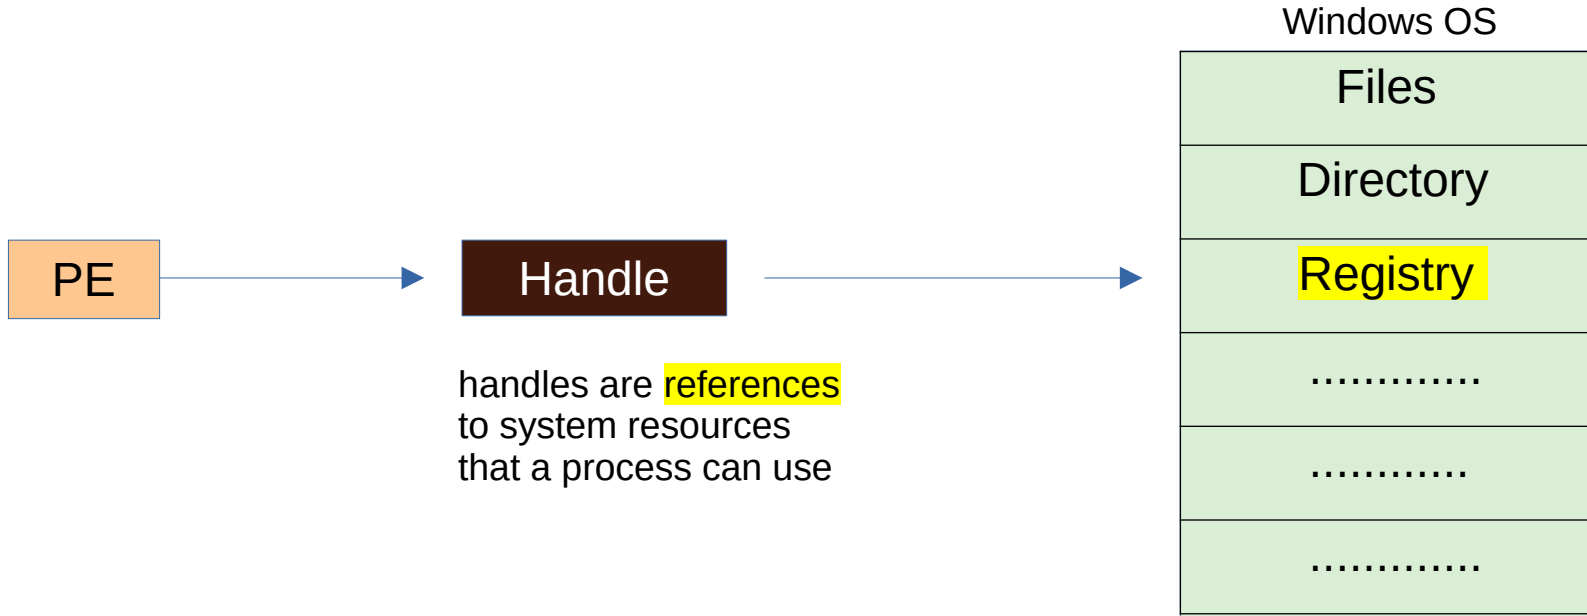 Windows OS
Files
Directory
PE
Handle
Registry
handles are references
to system resources
that a process can use
.............
............
.............